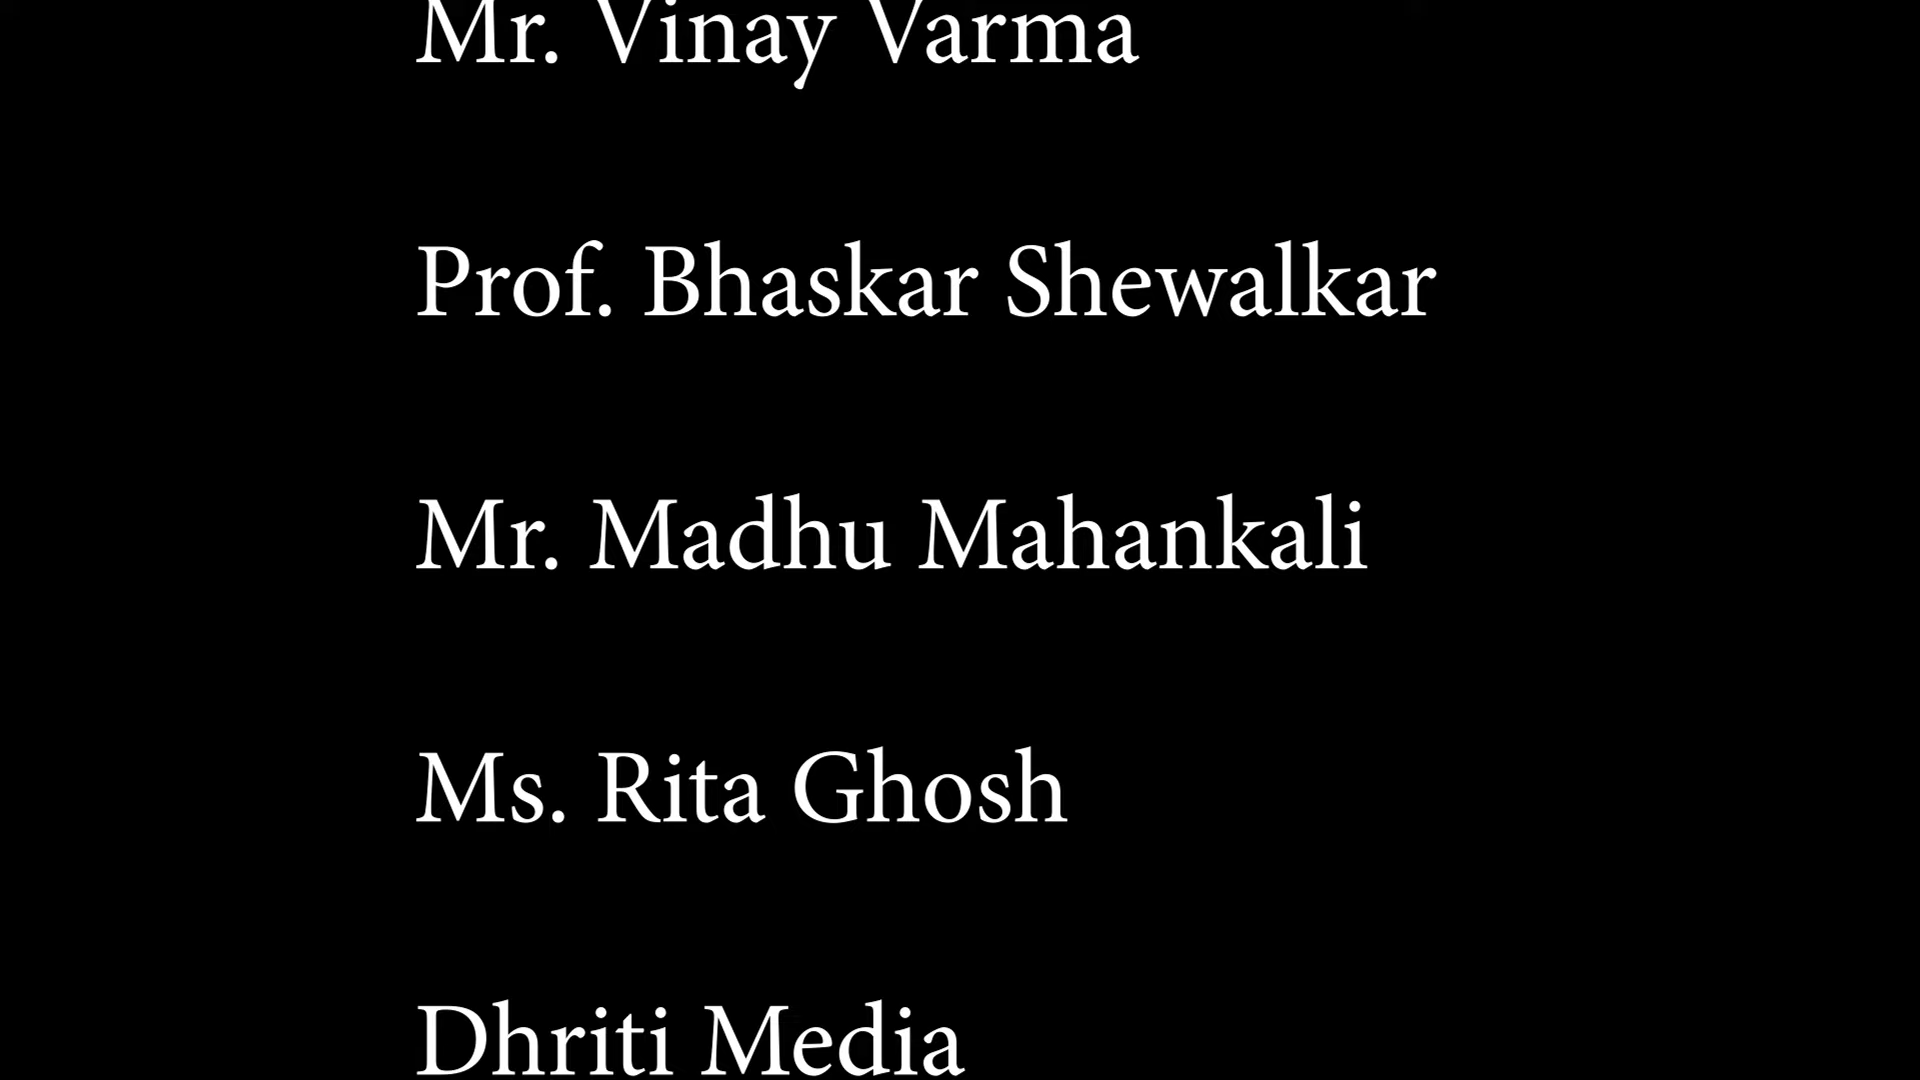 Mr. Vinay Varma
Prof. Bhaskar Shewalkar
Mr. Madhu Mahankali
Ms. Rita Ghosh
Dhriti Media